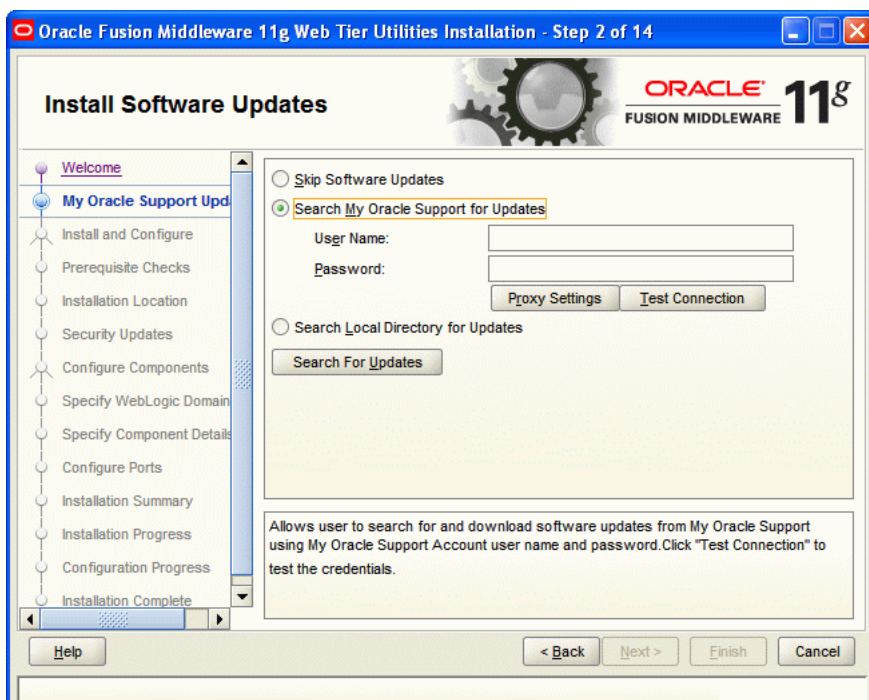 Oracle Fusion Middleware 11g Web Tier Utilities Installation - Step 2 of 14
Install Software Updates
ORACLE
FUSION MIDDLEWARE
11g
Welcome
My Oracle Support Upd
Install and Configure
Prerequisite Checks
Installation Location
Security Updates
Configure Components
Specify WebLogic Domain
Specify Component Details
Configure Ports
Installation Summary
Installation Progress
Configuration Progress
Installation Complete
Skip Software Updates
Search My Oracle Support for Updates
User Name:
Password:
Proxy Settings
Test Connection
Search Local Directory for Updates
Search For Updates
Allows user to search for and download software updates from My Oracle Support
using My Oracle Support Account user name and password.Click "Test Connection" to
test the credentials.
Help
< Back
Next >
Finish
Cancel